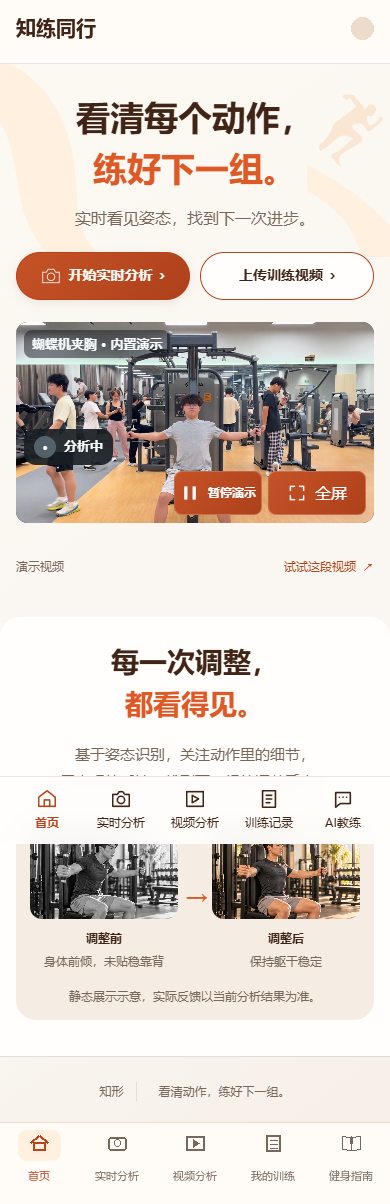 知练同行
看清每个动作，
练好下一组。
实时看见姿态，找到下一次进步。
开始实时分析 ›
上传训练视频 ›
蝴蝶机夹胸 • 内置演示
分析中
暂停演示
全屏
演示视频
试试这段视频 ↗
每一次调整，
都看得见。
基于姿态识别，关注动作里的细节，
首页
实时分析
视频分析
训练记录
AI教练
→
调整前
调整后
身体前倾，未贴稳靠背
保持躯干稳定
静态展示示意，实际反馈以当前分析结果为准。
知形
看清动作，练好下一组。
首页
实时分析
视频分析
我的训练
健身指南